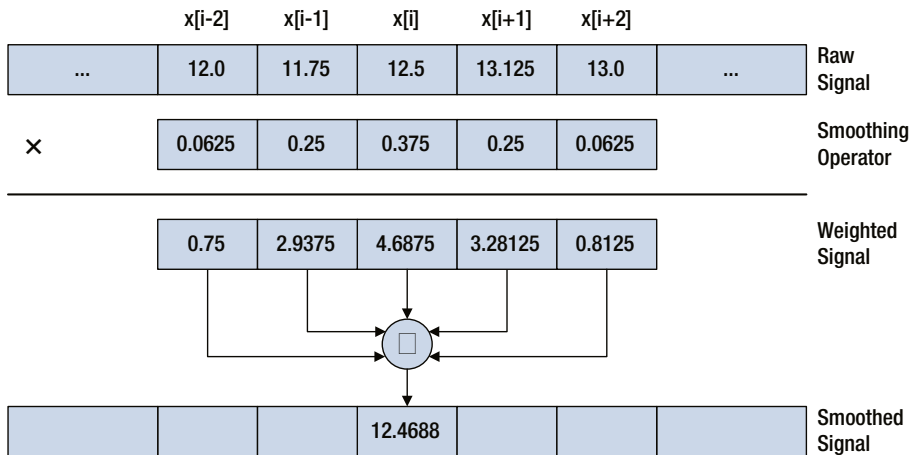 x[i-2] x[i-1] x[i] x[i+1] x[i+2]
... 12.0 11.75 12.5 13.125 13.0 ...
Raw
Signal
× 0.0625 0.25 0.375 0.25 0.0625
Smoothing
Operator
0.75 2.9375 4.6875 3.28125 0.8125
Weighted
Signal
□
12.4688
Smoothed
Signal